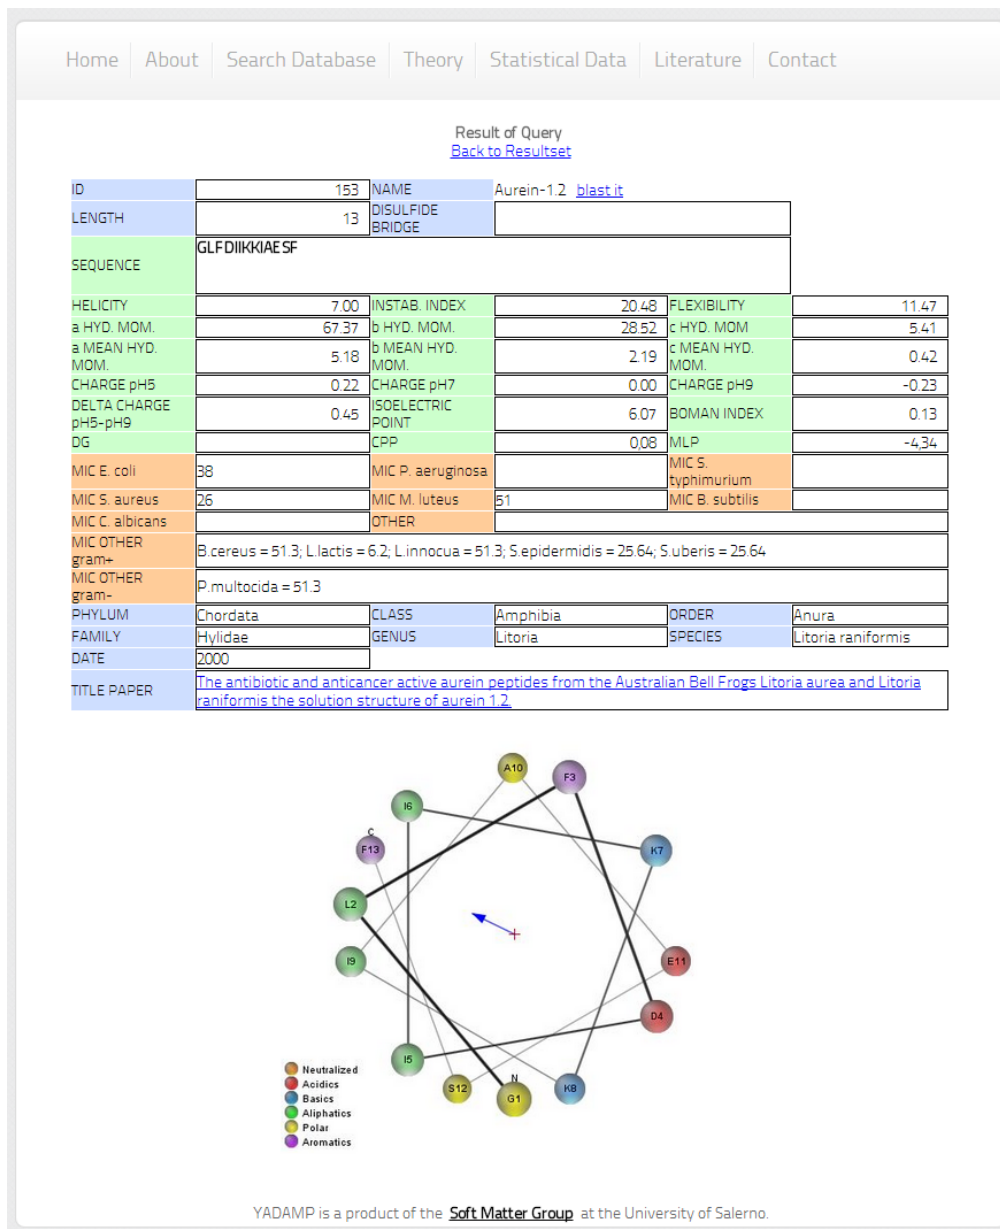 Home About Search Database Theory Statistical Data Literature Contact
Result of Query
Back to Resultset
ID 153 NAME Aurein-1.2 blast it
LENGTH 13 DISULFIDE BRIDGE
SEQUENCE GLFDIIKKIAESF
HELICITY 7.00 INSTAB. INDEX 20.48 FLEXIBILITY 11.47
a HYD. MOM. 67.37 b HYD. MOM. 28.52 c HYD. MOM 5.41
a MEAN HYD. MOM. 5.18 b MEAN HYD. MOM. 2.19 c MEAN HYD. MOM. 0.42
CHARGE pH5 0.22 CHARGE pH7 0.00 CHARGE pH9 -0.23
DELTA CHARGE pH5-pH9 0.45 ISOELECTRIC POINT 6.07 BOMAN INDEX 0.13
DG CPP 0,08 MLP -4,34
MIC E. coli 38 MIC P. aeruginosa MIC S. typhimurium
MIC S. aureus 26 MIC M. luteus 51 MIC B. subtilis
MIC C. albicans OTHER
MIC OTHER gram+ B.cereus = 51.3; L.lactis = 6.2; L.innocua = 51.3; S.epidermidis = 25.64; S.uberis = 25.64
MIC OTHER gram- P.multocida = 51.3
PHYLUM Chordata CLASS Amphibia ORDER Anura
FAMILY Hylidae GENUS Litoria SPECIES Litoria raniformis
DATE 2000
TITLE PAPER The antibiotic and anticancer active aurein peptides from the Australian Bell Frogs Litoria aurea and Litoria
raniformis the solution structure of aurein 1.2.
A10 F3
I6
C
F13 K7
L2
I9 E11
D4
I5
N
S12 G1 K8
Neutralized
Acidics
Basics
Aliphatics
Polar
Aromatics
YADAMP is a product of the Soft Matter Group at the University of Salerno.